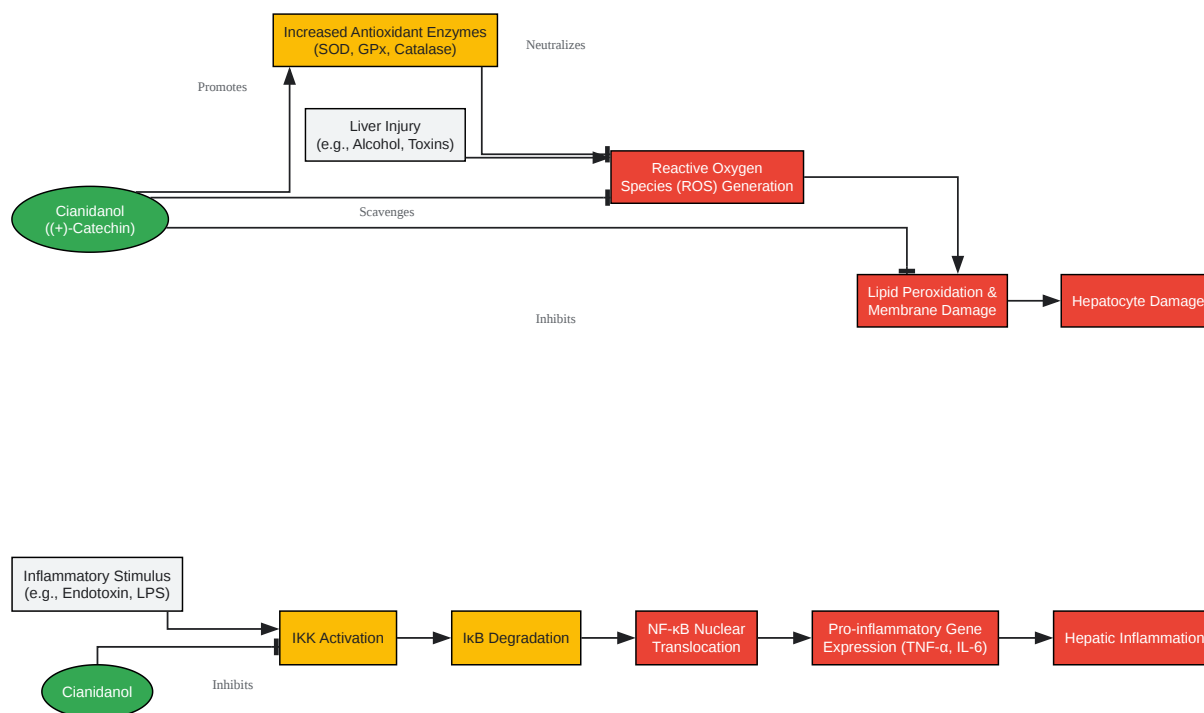 Increased Antioxidant Enzymes
(SOD, GPx, Catalase)
Neutralizes
Promotes
Liver Injury
(e.g., Alcohol, Toxins)
Reactive Oxygen
Species (ROS) Generation
Cianidanol
((+)-Catechin)
Scavenges
Lipid Peroxidation &
Membrane Damage
Hepatocyte Damage
Inhibits
Inflammatory Stimulus
(e.g., Endotoxin, LPS)
IKK Activation
IκB Degradation
NF-κB Nuclear
Translocation
Pro-inflammatory Gene
Expression (TNF-α, IL-6)
Hepatic Inflammation
Cianidanol
Inhibits